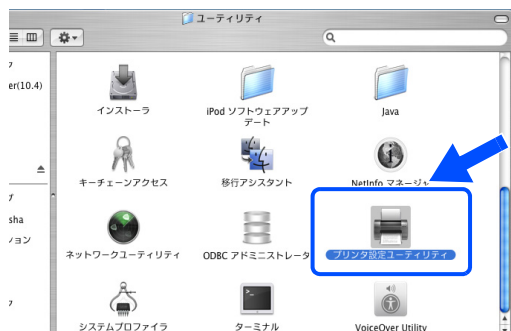 ユーティリティ
er(10.4)
sha
ション
インストーラ
iPod ソフトウェアアップ
デート
Java
キーチェーンアクセス
移行アシスタント
NetInfo マネージャ
ネットワークユーティリティ
ODBC アドミニストレータ
プリンタ設定ユーティリティ
システムプロファイラ
ターミナル
VoiceOver Utility